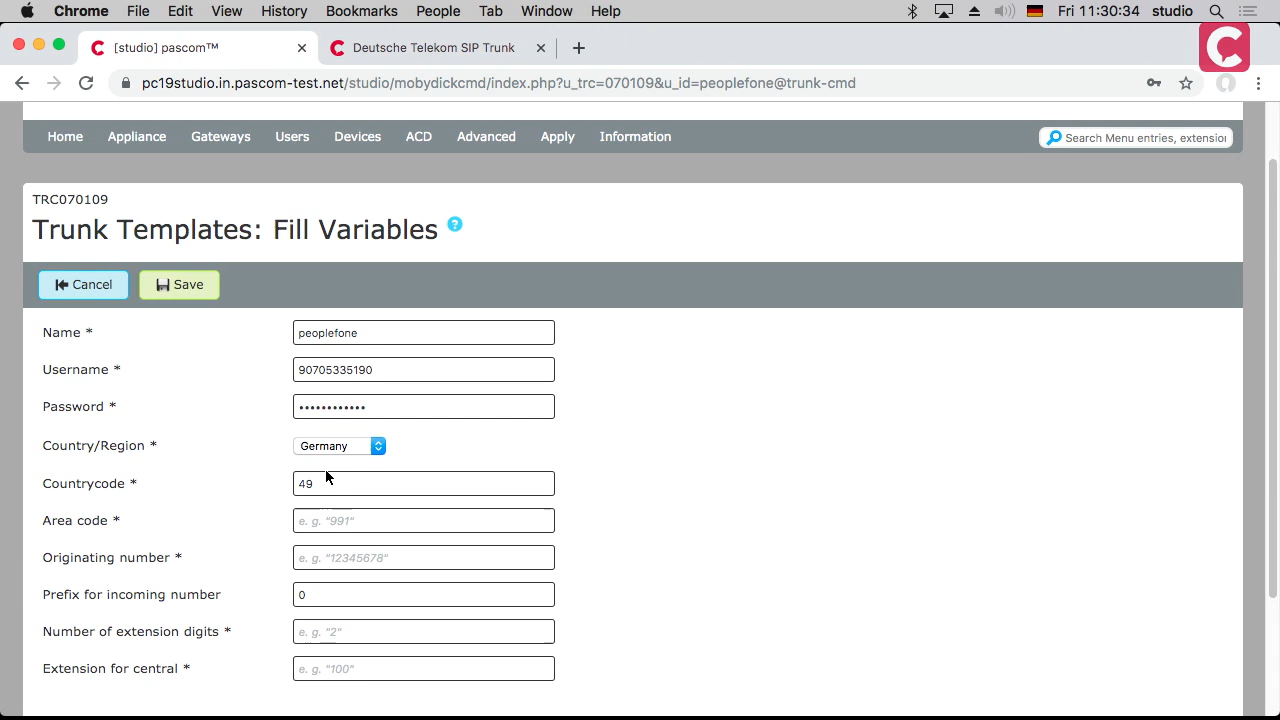 Chrome File Edit View History Bookmarks People Tab Window Help Fri 11:30:34 studio
[studio] pascom™ Deutsche Telekom SIP Trunk
pc19studio.in.pascom-test.net/studio/mobydickcmd/index.php?u_trc=070109&u_id=peoplefone@trunk-cmd
Home Appliance Gateways Users Devices ACD Advanced Apply Information Search Menu entries, extension
TRC070109
Trunk Templates: Fill Variables ?
Cancel Save
Name * peoplefone
Username * 90705335190
Password * ••••••••••••
Country/Region * Germany
Countrycode * 49
Area code * e. g. "991"
Originating number * e. g. "12345678"
Prefix for incoming number 0
Number of extension digits * e. g. "2"
Extension for central * e. g. "100"